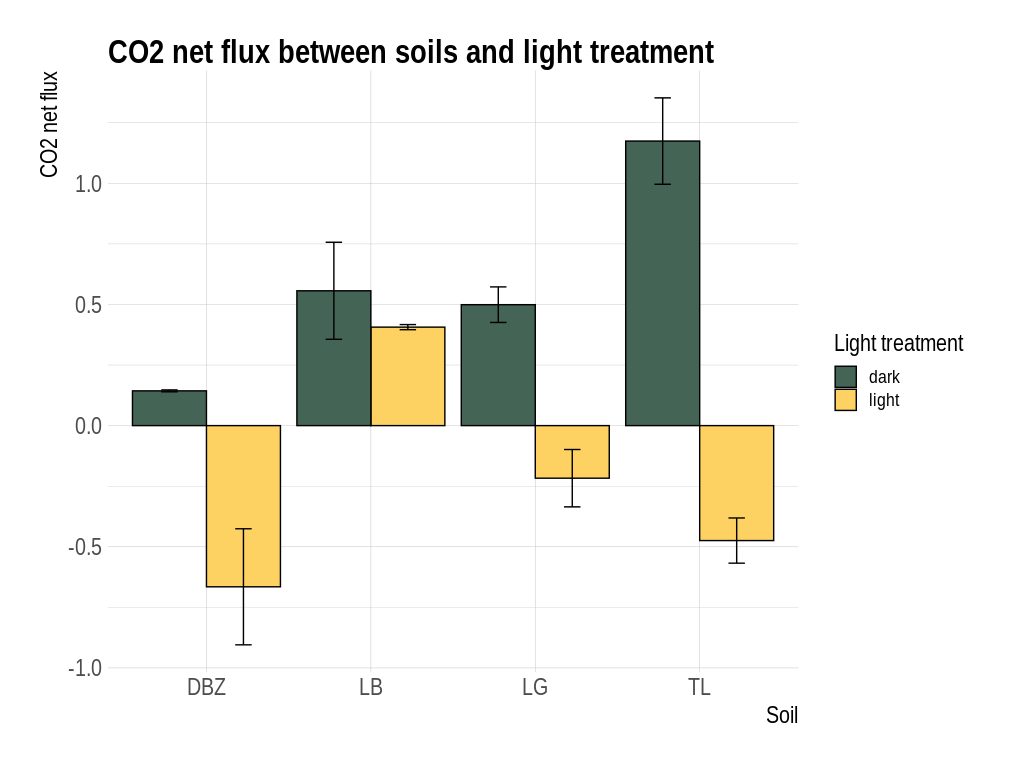 CO2 net flux between soils and light treatment
CO2 net flux
1.0
0.5
0.0
-0.5
-1.0
DBZ LB LG TL
Soil
Light treatment
dark
light